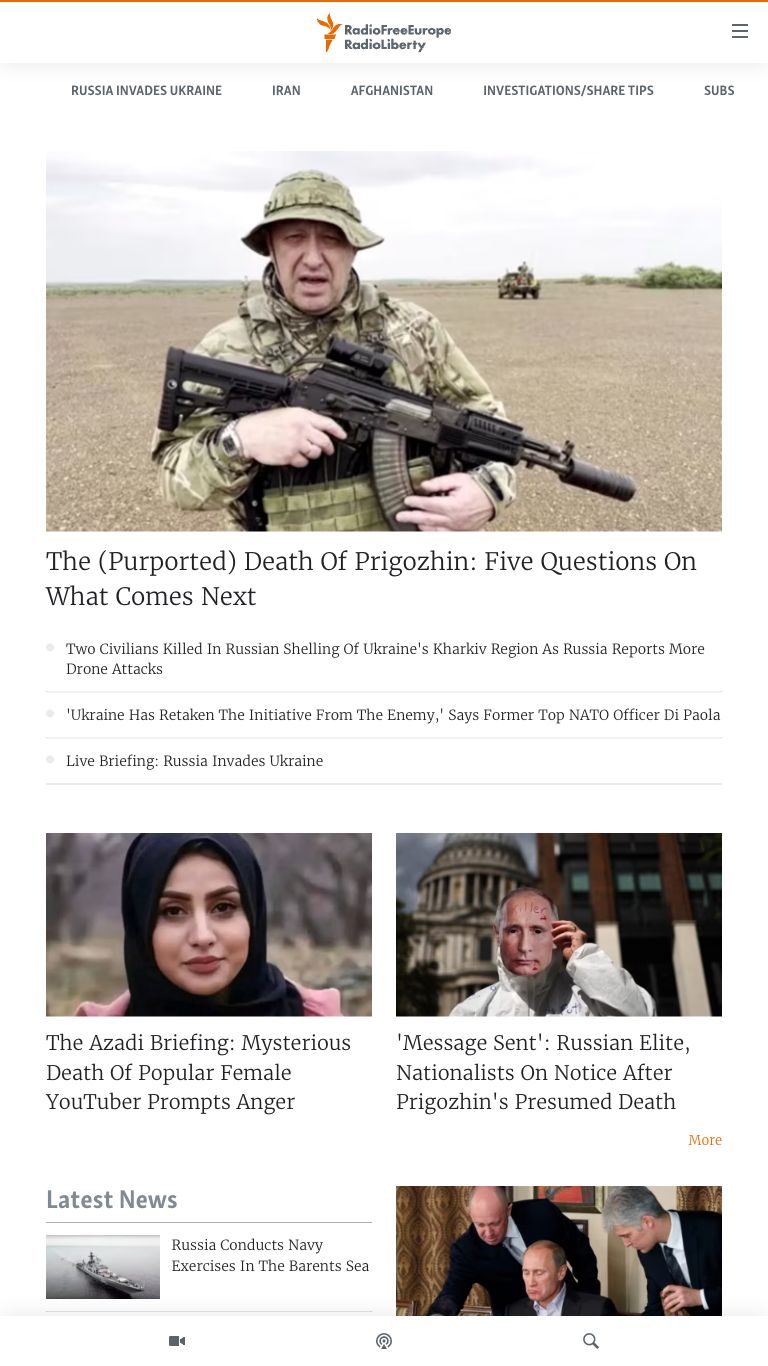 RadioFreeEurope
RadioLiberty
RUSSIA INVADES UKRAINE
IRAN
AFGHANISTAN
INVESTIGATIONS/SHARE TIPS
SUBS
The (Purported) Death Of Prigozhin: Five Questions On
What Comes Next
Two Civilians Killed In Russian Shelling Of Ukraine's Kharkiv Region As Russia Reports More
Drone Attacks
'Ukraine Has Retaken The Initiative From The Enemy,' Says Former Top NATO Officer Di Paola
Live Briefing: Russia Invades Ukraine
killer
The Azadi Briefing: Mysterious
Death Of Popular Female
YouTuber Prompts Anger
'Message Sent': Russian Elite,
Nationalists On Notice After
Prigozhin's Presumed Death
More
Latest News
Russia Conducts Navy
Exercises In The Barents Sea